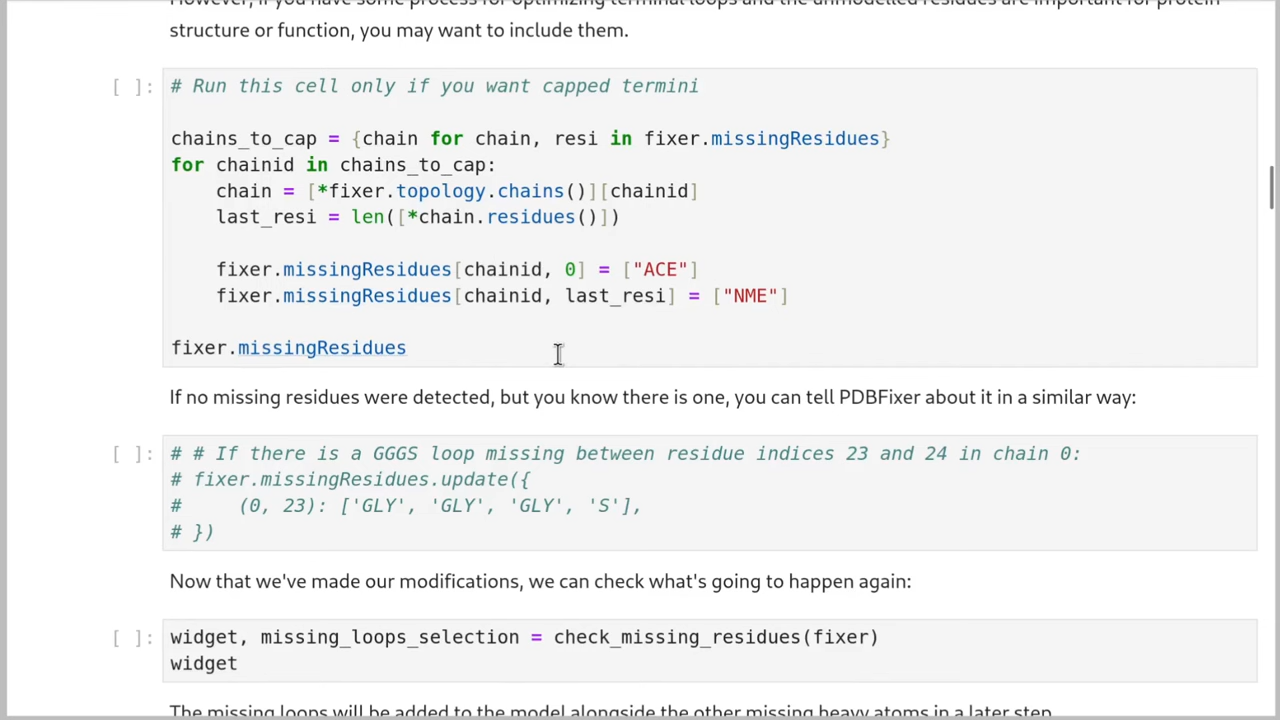 However, if you have some process for optimizing terminal loops and the unmodelled residues are important for protein
structure or function, you may want to include them.
[ ]: # Run this cell only if you want capped termini
chains_to_cap = {chain for chain, resi in fixer.missingResidues}
for chainid in chains_to_cap:
    chain = [*fixer.topology.chains()][chainid]
    last_resi = len([*chain.residues()])
    fixer.missingResidues[chainid, 0] = ["ACE"]
    fixer.missingResidues[chainid, last_resi] = ["NME"]
fixer.missingResidues
If no missing residues were detected, but you know there is one, you can tell PDBFixer about it in a similar way:
[ ]: # # If there is a GGGS loop missing between residue indices 23 and 24 in chain 0:
# fixer.missingResidues.update({
#     (0, 23): ['GLY', 'GLY', 'GLY', 'S'],
# })
Now that we've made our modifications, we can check what's going to happen again:
[ ]: widget, missing_loops_selection = check_missing_residues(fixer)
widget
The missing loops will be added to the model alongside the other missing heavy atoms in a later step.